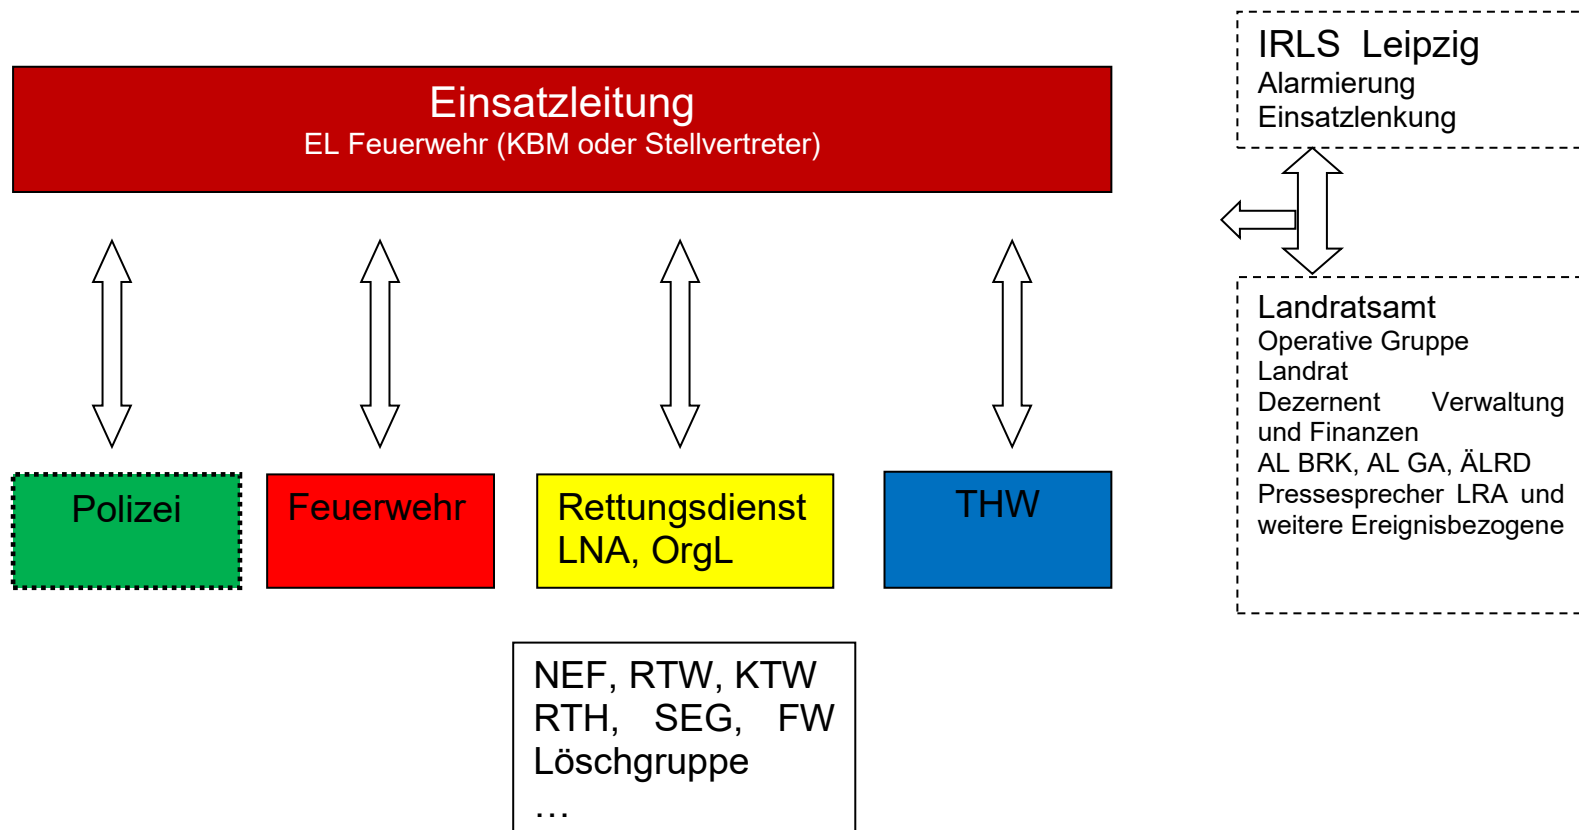 Einsatzleitung
EL Feuerwehr (KBM oder Stellvertreter)
IRLS Leipzig
Alarmierung
Einsatzlenkung
Polizei
Feuerwehr
Rettungsdienst
LNA, OrgL
THW
NEF, RTW, KTW
RTH, SEG, FW
Löschgruppe
…
Landratsamt
Operative Gruppe
Landrat
Dezernent Verwaltung
und Finanzen
AL BRK, AL GA, ÄLRD
Pressesprecher LRA und
weitere Ereignisbezogene